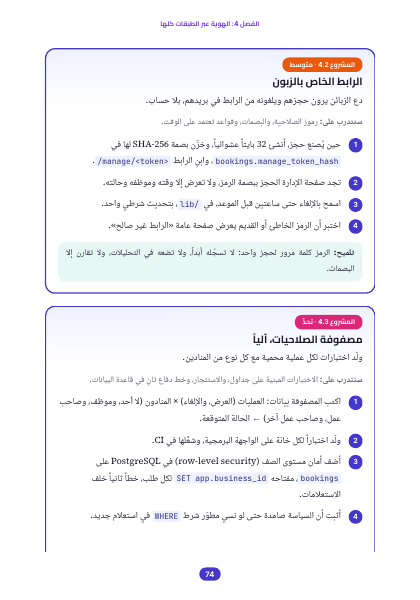 الفصل 4: الهوية عبر الطبقات كلها
المشروع 4.2 · متوسط
الرابط الخاص بالزبون
دع الزبائن يرون حجزهم ويلغونه من الرابط في بريدهم، بلا حساب.
ستتدرب على: رموز الصلاحية، والبصمات، وقواعد تعتمد على الوقت.
1 حين يُصنع حجز، أنشئ 32 بايتاً عشوائياً، وخزّن بصمة SHA-256 لها في
bookings.manage_token_hash ، وابنِ الرابط /manage/<token> .
2 تجد صفحة الإدارة الحجز ببصمة الرمز، ولا تعرض إلا وقته وموظفه وحالته.
3 اسمح بالإلغاء حتى ساعتين قبل الموعد، في lib/ ، بتحديث شرطي واحد.
4 اختبر أن الرمز الخاطئ أو القديم يعرض صفحة عامة «الرابط غير صالح».
تلميح: الرمز كلمة مرور لحجز واحد: لا تسجّله أبداً، ولا تضعه في التحليلات، ولا تقارن إلا
البصمات.
المشروع 4.3 · تحدٍّ
مصفوفة الصلاحيات، آلياً
ولّد اختبارات لكل عملية محمية مع كل نوع من المنادين.
ستتدرب على: الاختبارات المبنية على جداول، والاستئجار، وخط دفاع ثانٍ في قاعدة البيانات.
1 اكتب المصفوفة بيانات: العمليات (العرض، والإلغاء) × المنادون (لا أحد، وموظف، وصاحب
عمل، وصاحب عمل آخر) ← الحالة المتوقعة.
2 ولّد اختباراً لكل خانة على الواجهة البرمجية، وشغّلها في CI.
3 أضف أمان مستوى الصف (row-level security) في PostgreSQL على
bookings ، مفتاحه SET app.business_id لكل طلب، خطاً ثانياً خلف
الاستعلامات.
4 أثبت أن السياسة صامدة حتى لو نسي مطوّر شرط WHERE في استعلام جديد.
74